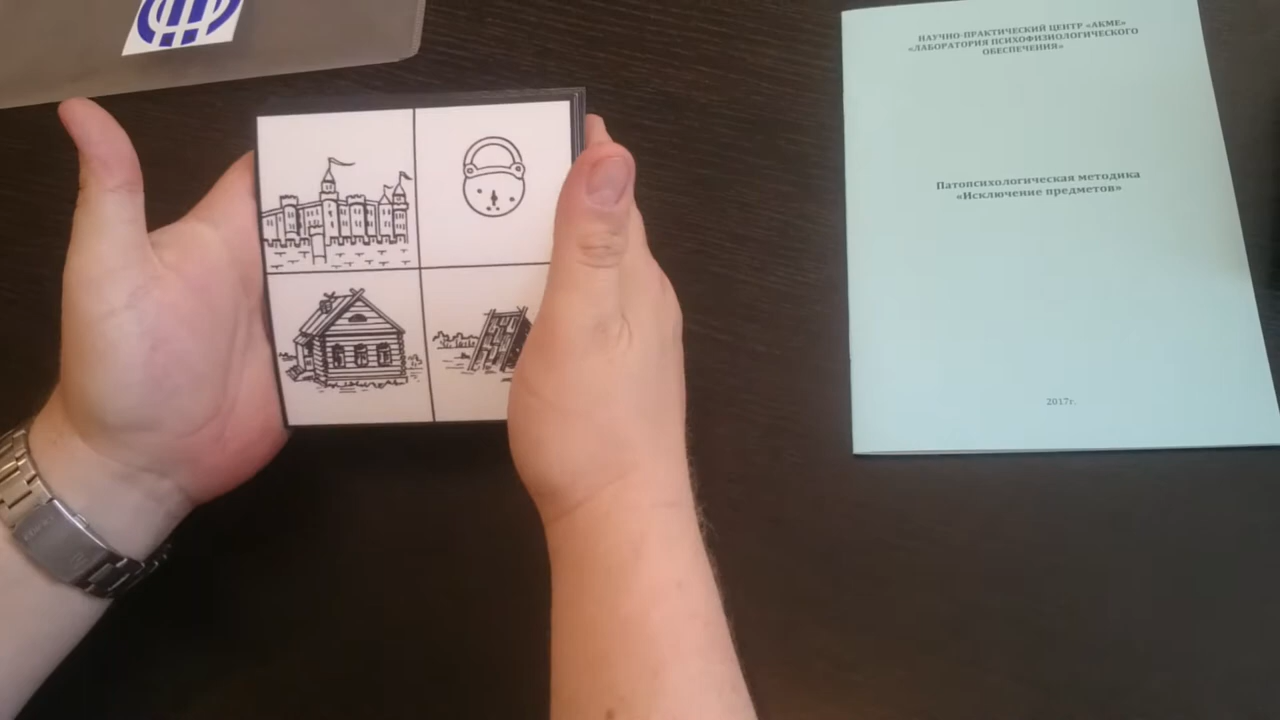 НАУЧНО-ПРАКТИЧЕСКИЙ ЦЕНТР «АКМЕ»
«ЛАБОРАТОРИЯ ПСИХОФИЗИОЛОГИЧЕСКОГО
ОБЕСПЕЧЕНИЯ»
Патопсихологическая методика
«Исключение предметов»
2017г.